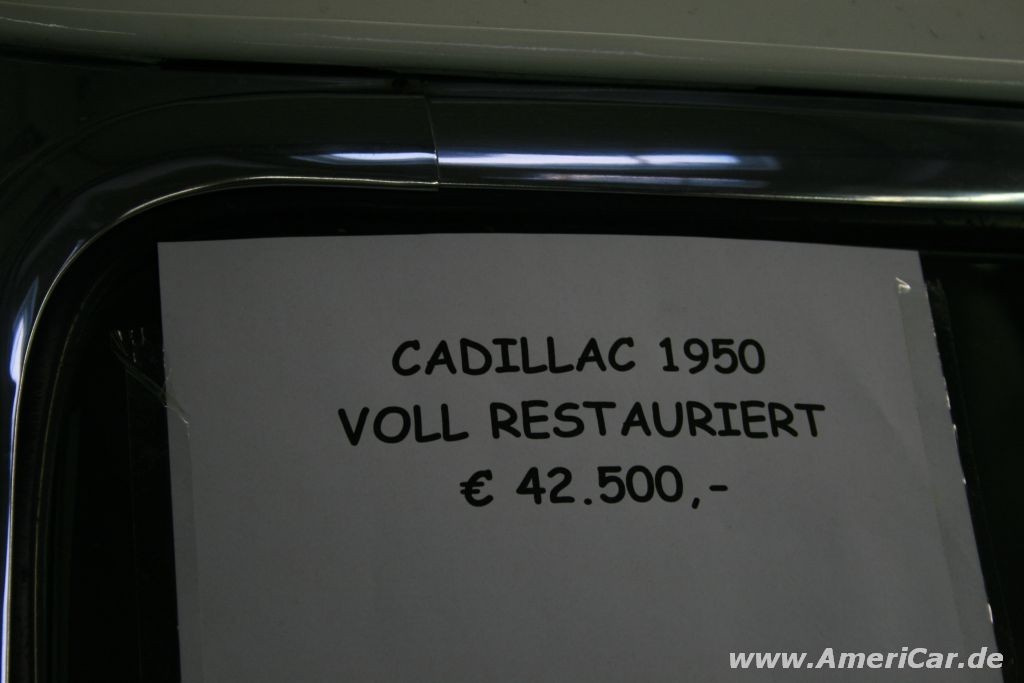 CADILLAC 1950
VOLL RESTAURIERT
€ 42.500,-
www.AmeriCar.de